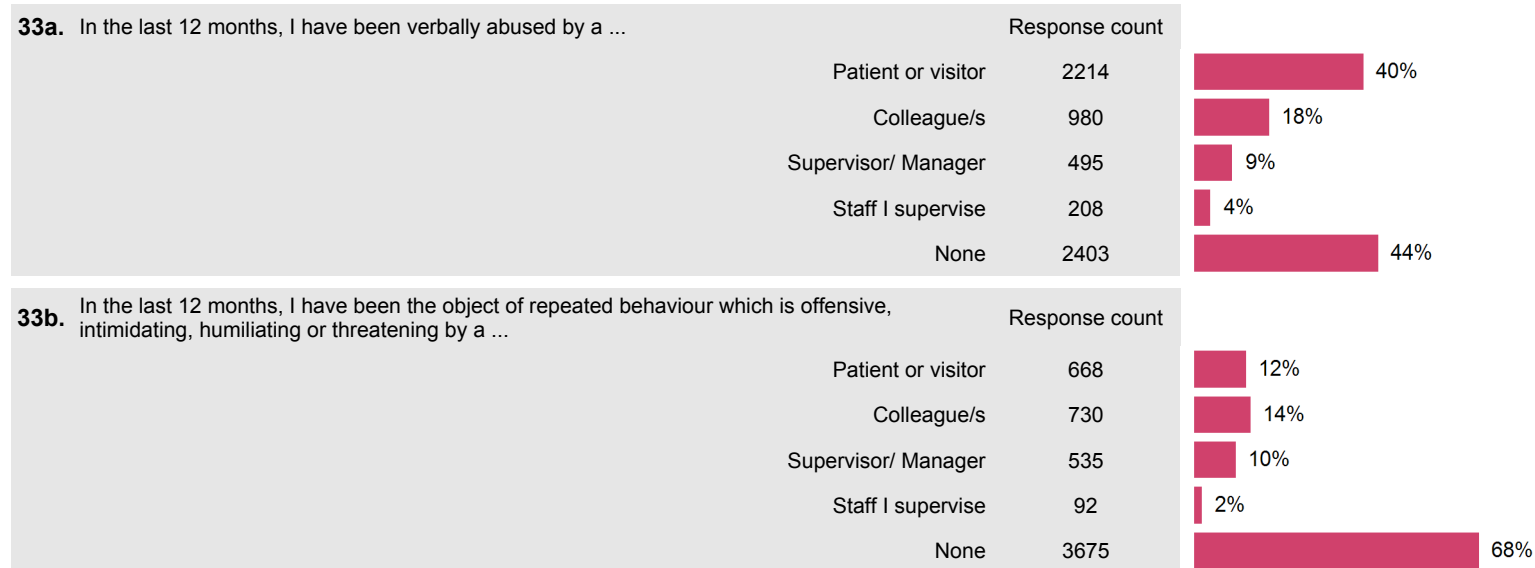 33a. In the last 12 months, I have been verbally abused by a ... Response count
Patient or visitor 2214 40%
Colleague/s 980 18%
Supervisor/ Manager 495 9%
Staff I supervise 208 4%
None 2403 44%
33b. In the last 12 months, I have been the object of repeated behaviour which is offensive,
intimidating, humiliating or threatening by a ... Response count
Patient or visitor 668 12%
Colleague/s 730 14%
Supervisor/ Manager 535 10%
Staff I supervise 92 2%
None 3675 68%